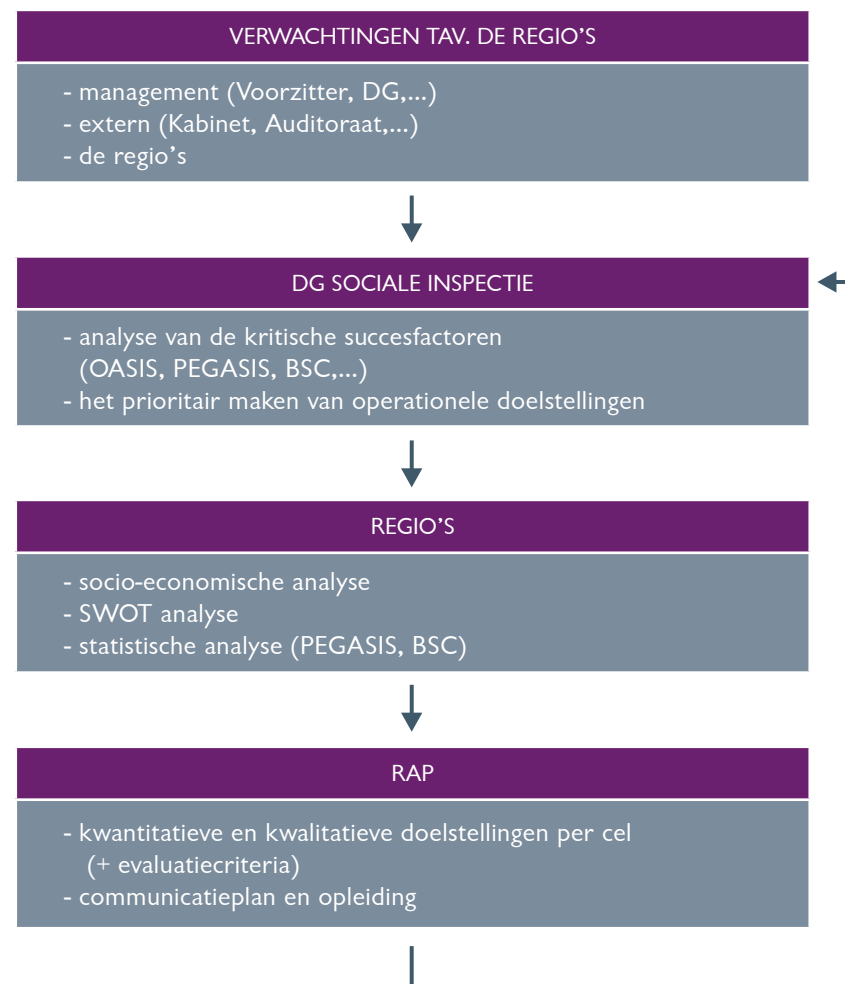 VERWACHTINGEN TAV. DE REGIO’S
- management (Voorzitter, DG,...)
- extern (Kabinet, Auditoraat,...)
- de regio’s
DG SOCIALE INSPECTIE
- analyse van de kritische succesfactoren
(OASIS, PEGASIS, BSC,...)
- het prioritair maken van operationele doelstellingen
REGIO’S
- socio-economische analyse
- SWOT analyse
- statistische analyse (PEGASIS, BSC)
RAP
- kwantitatieve en kwalitatieve doelstellingen per cel
(+ evaluatiecriteria)
- communicatieplan en opleiding